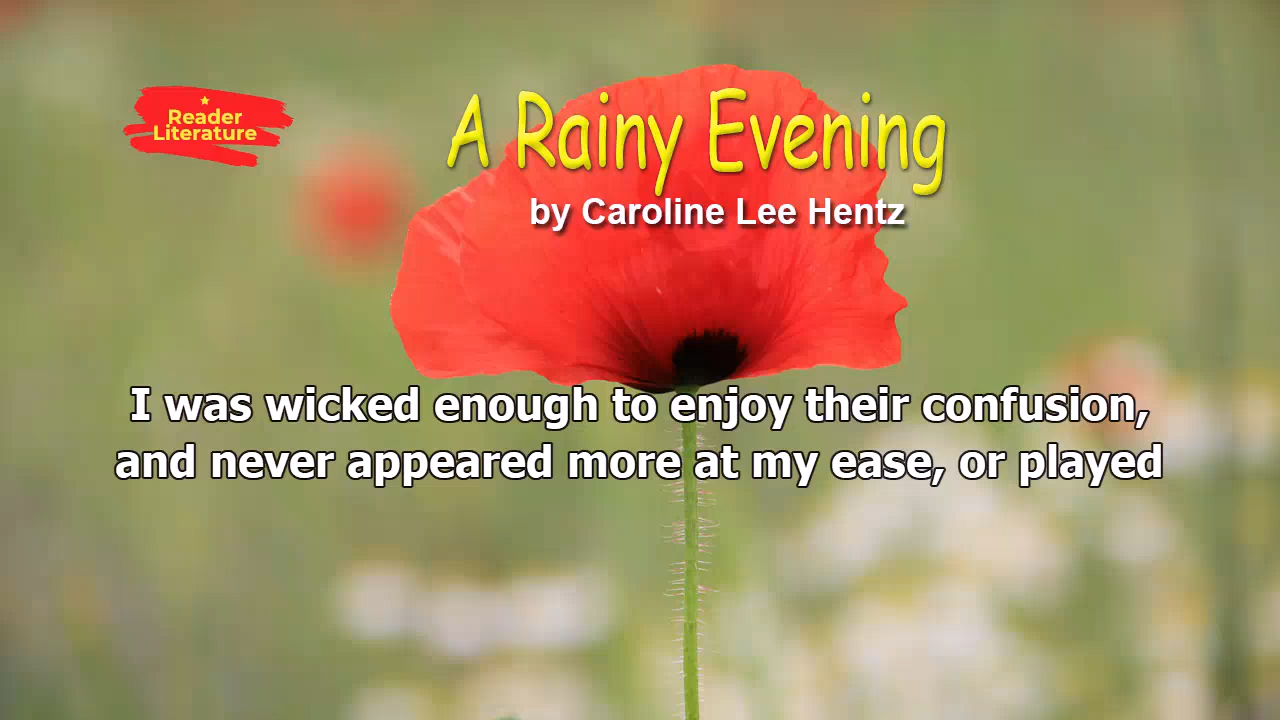 Reader
Literature
A Rainy Evening
by Caroline Lee Hentz
I was wicked enough to enjoy their confusion,
and never appeared more at my ease, or played